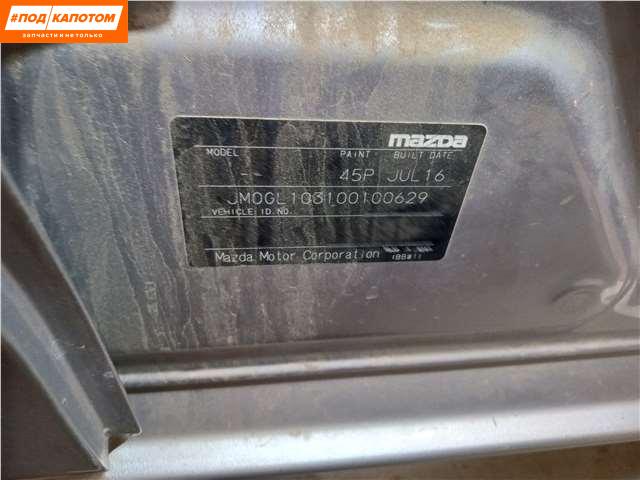 #ПОД КАПОТОМ
запчасти и не только
mazda
MODEL PAINT BUILT DATE
-- 45P JUL16
JM0GL103100100629
VEHICLE ID.NO.
Mazda Motor Corporation